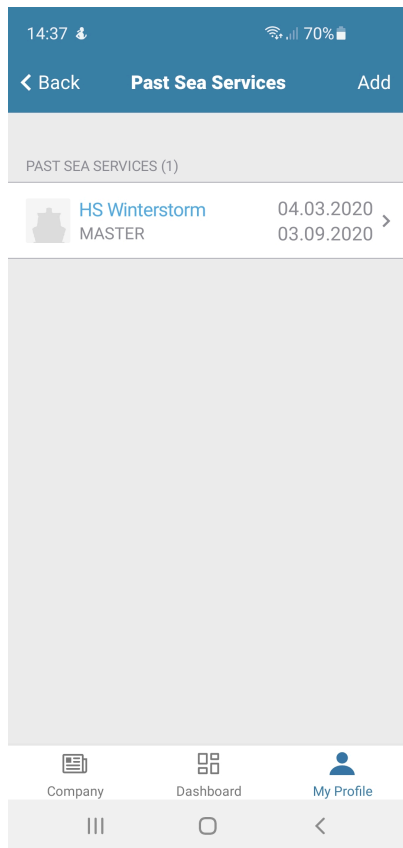 14:37 70%
Back Past Sea Services Add
PAST SEA SERVICES (1)
HS Winterstorm 04.03.2020
MASTER 03.09.2020
Company Dashboard My Profile